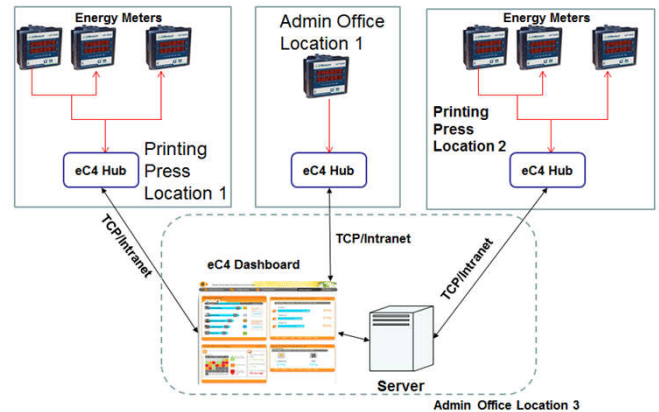 Energy Meters
Admin Office
Location 1
Energy Meters
Printing
Press
Location 2
eC4 Hub
Printing
Press
Location 1
eC4 Hub
eC4 Hub
TCP/Intranet
TCP/Intranet
TCP/Intranet
eC4 Dashboard
Server
Admin Office Location 3